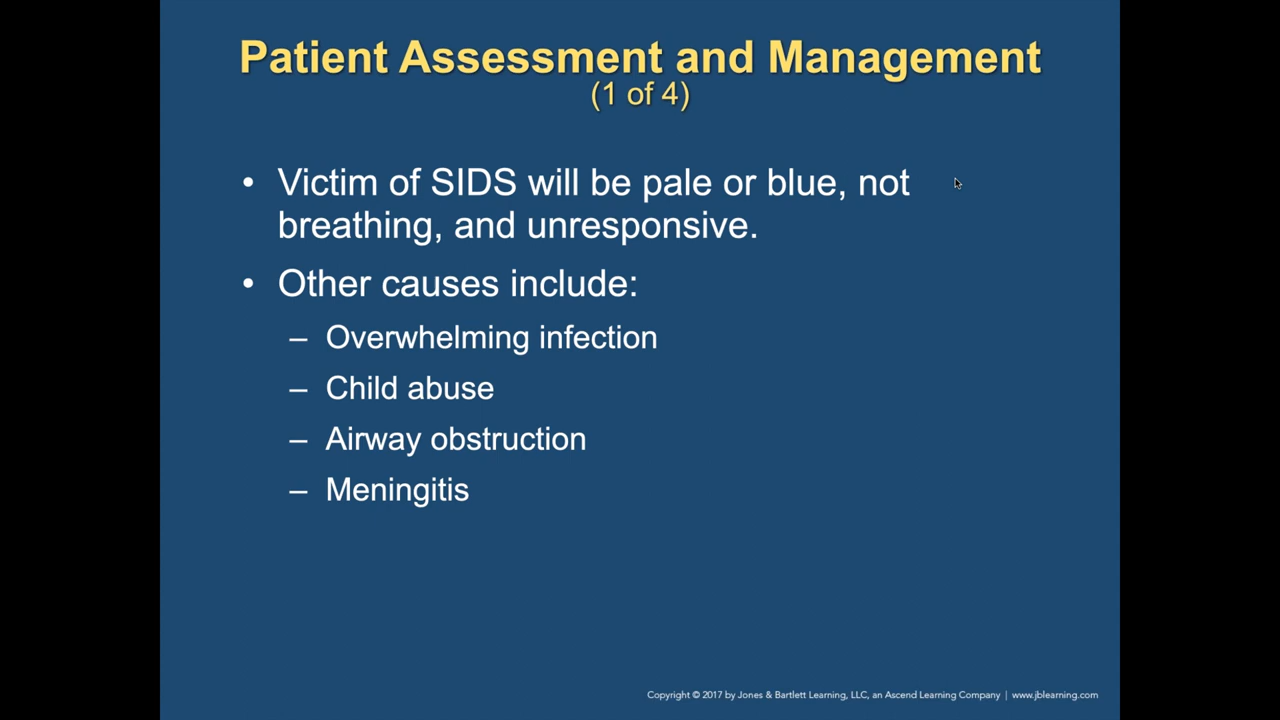 Patient Assessment and Management
(1 of 4)
• Victim of SIDS will be pale or blue, not
breathing, and unresponsive.
• Other causes include:
– Overwhelming infection
– Child abuse
– Airway obstruction
– Meningitis
Copyright © 2017 by Jones & Bartlett Learning, LLC, an Ascend Learning Company | www.jblearning.com